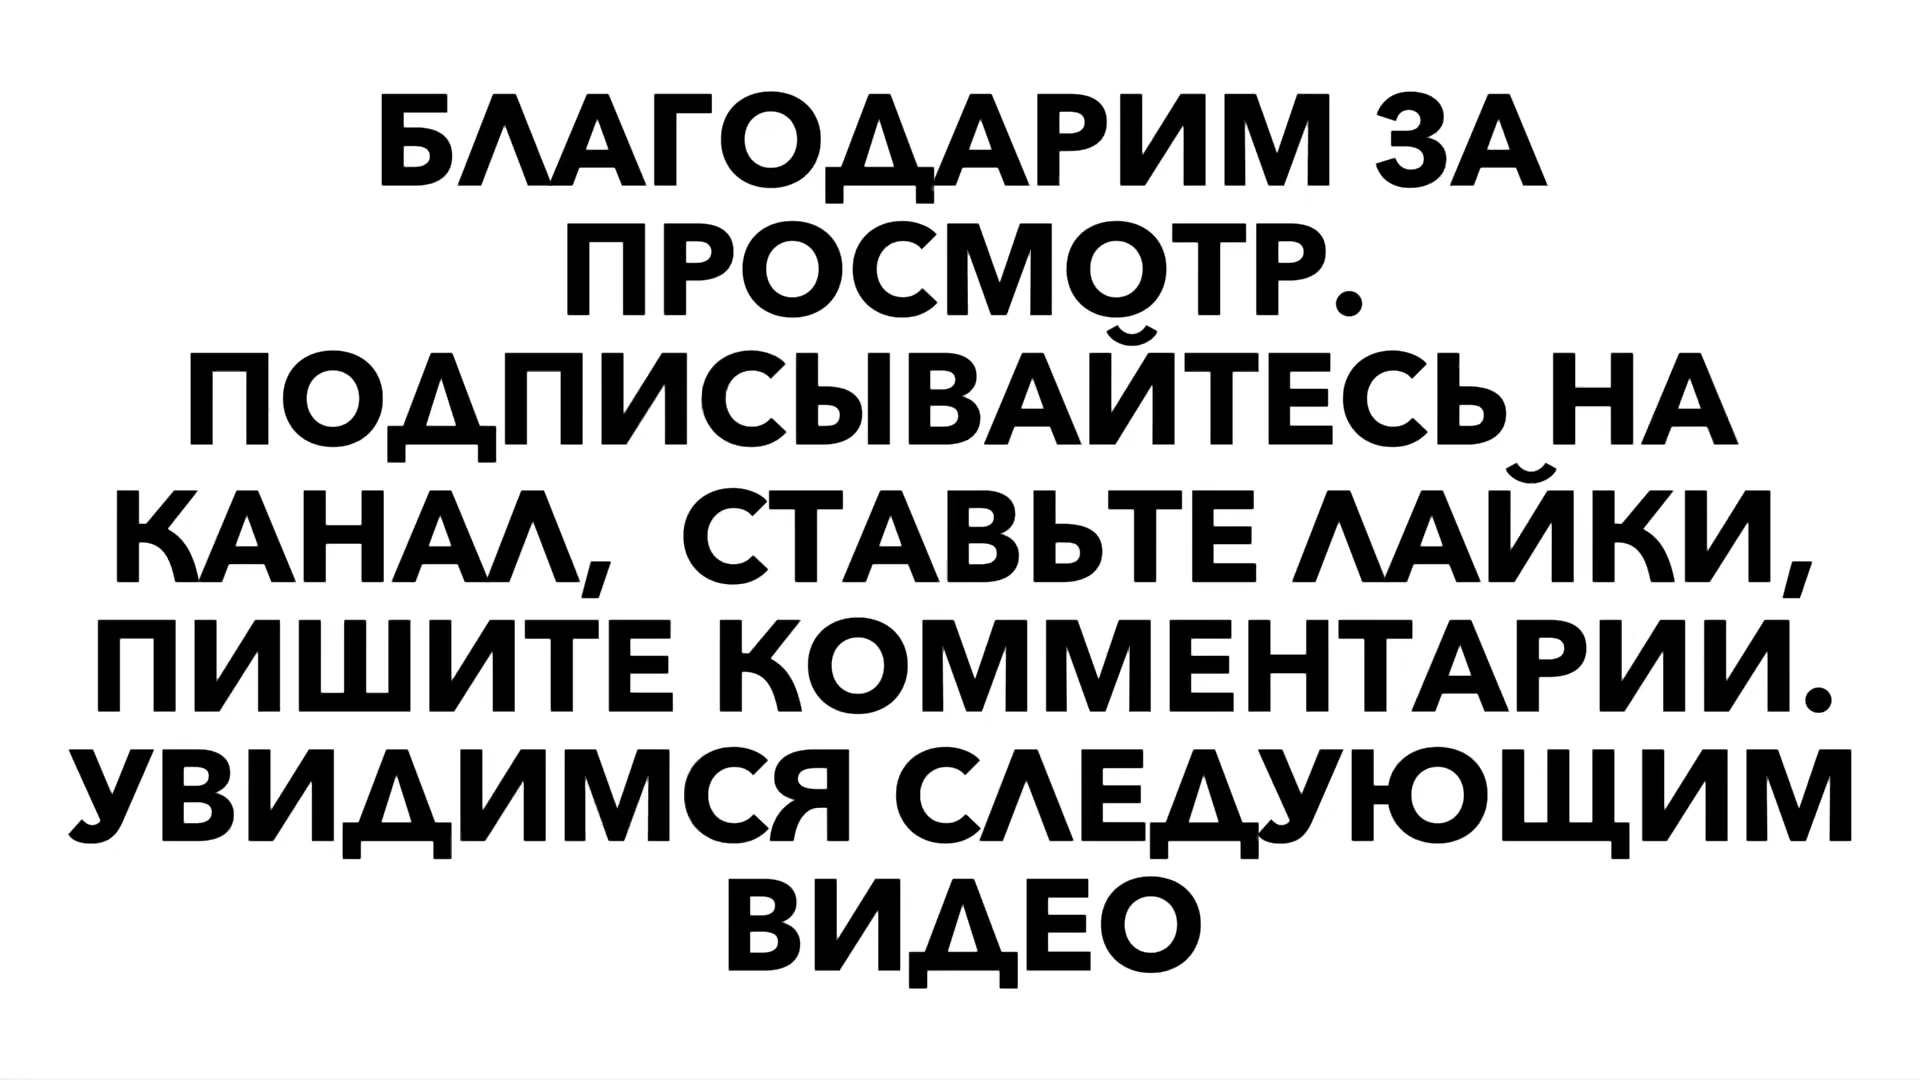 БЛАГОДАРИМ ЗА
ПРОСМОТР.
ПОДПИСЫВАЙТЕСЬ НА
КАНАЛ, СТАВЬТЕ ЛАЙКИ,
ПИШИТЕ КОММЕНТАРИИ.
УВИДИМСЯ СЛЕДУЮЩИМ
ВИДЕО